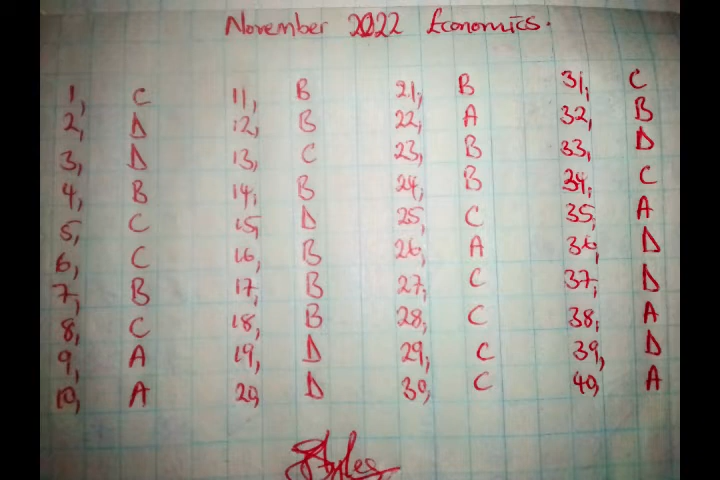 November 2022 Economics.
1, C 11, B 21, B 31, C
2, D 12, B 22, A 32, B
3, D 13, C 23, B 33, D
4, B 14, B 24, B 34, C
5, C 15, D 25, C 35, A
6, C 16, B 26, A 36, D
7, B 17, B 27, C 37, D
8, C 18, B 28, C 38, A
9, A 19, D 29, C 39, D
10, A 20, D 30, C 40, A